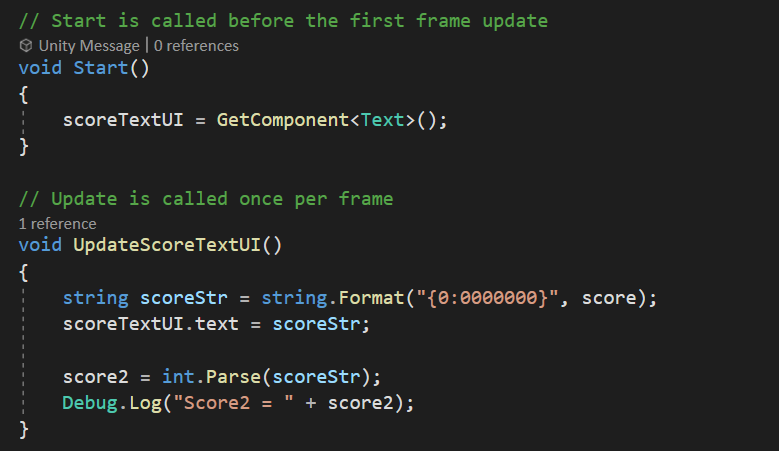 // Start is called before the first frame update
Unity Message | 0 references
void Start()
{
    scoreTextUI = GetComponent<Text>();
}
// Update is called once per frame
1 reference
void UpdateScoreTextUI()
{
    string scoreStr = string.Format("{0:0000000}", score);
    scoreTextUI.text = scoreStr;
    score2 = int.Parse(scoreStr);
    Debug.Log("Score2 = " + score2);
}